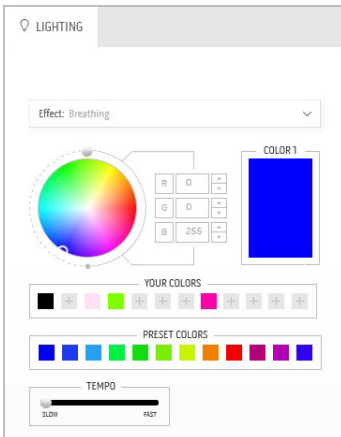 LIGHTING
Effect: Breathing
COLOR 1
R 0
G 0
B 255
YOUR COLORS
PRESET COLORS
TEMPO
SLOW FAST